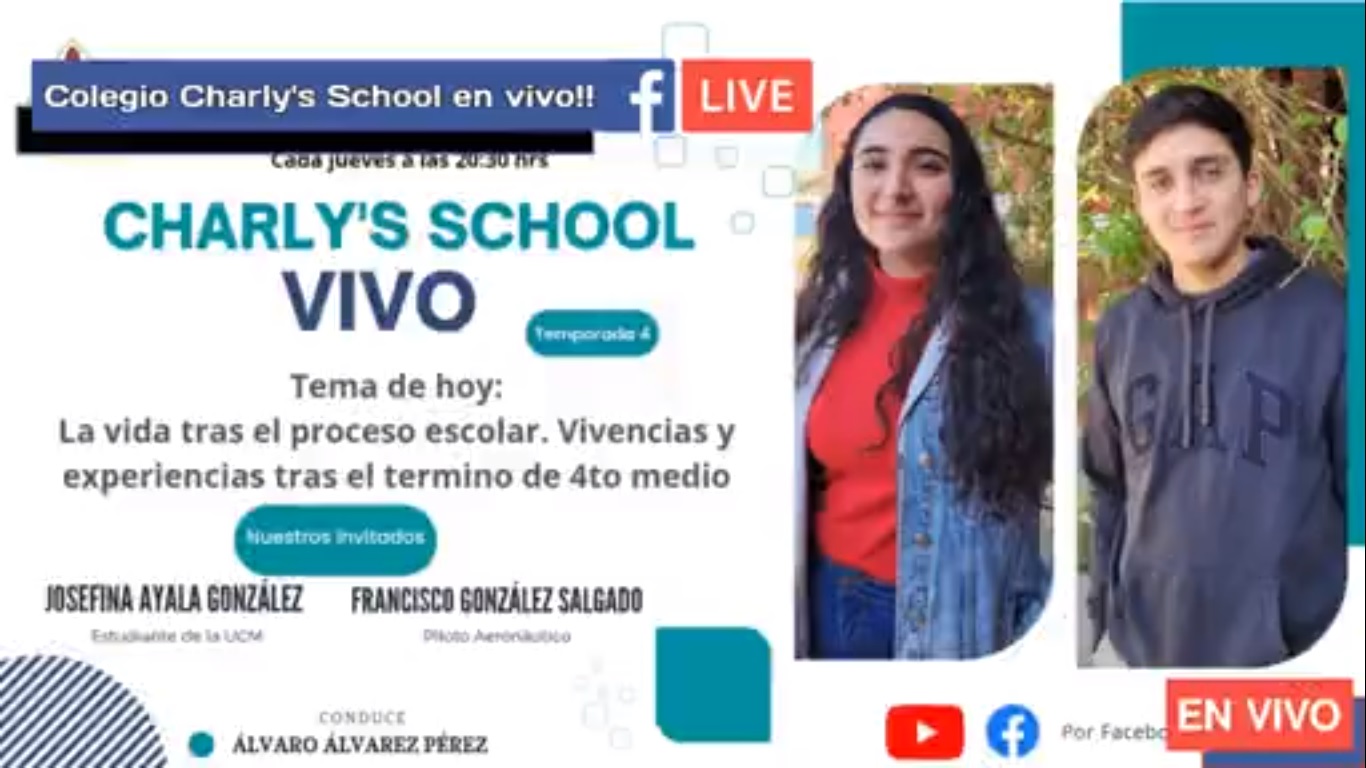 Colegio Charly's School en vivo!!
LIVE
Cada jueves a las 20:30 hrs
CHARLY'S SCHOOL
VIVO
Temporada 4
Tema de hoy:
La vida tras el proceso escolar. Vivencias y
experiencias tras el termino de 4to medio
Nuestros invitados
JOSEFINA AYALA GONZÁLEZ
Estudiante de la UCM
FRANCISCO GONZÁLEZ SALGADO
Piloto Aeronáutico
CONDUCE
ÁLVARO ÁLVAREZ PÉREZ
GAP
Por
EN VIVO